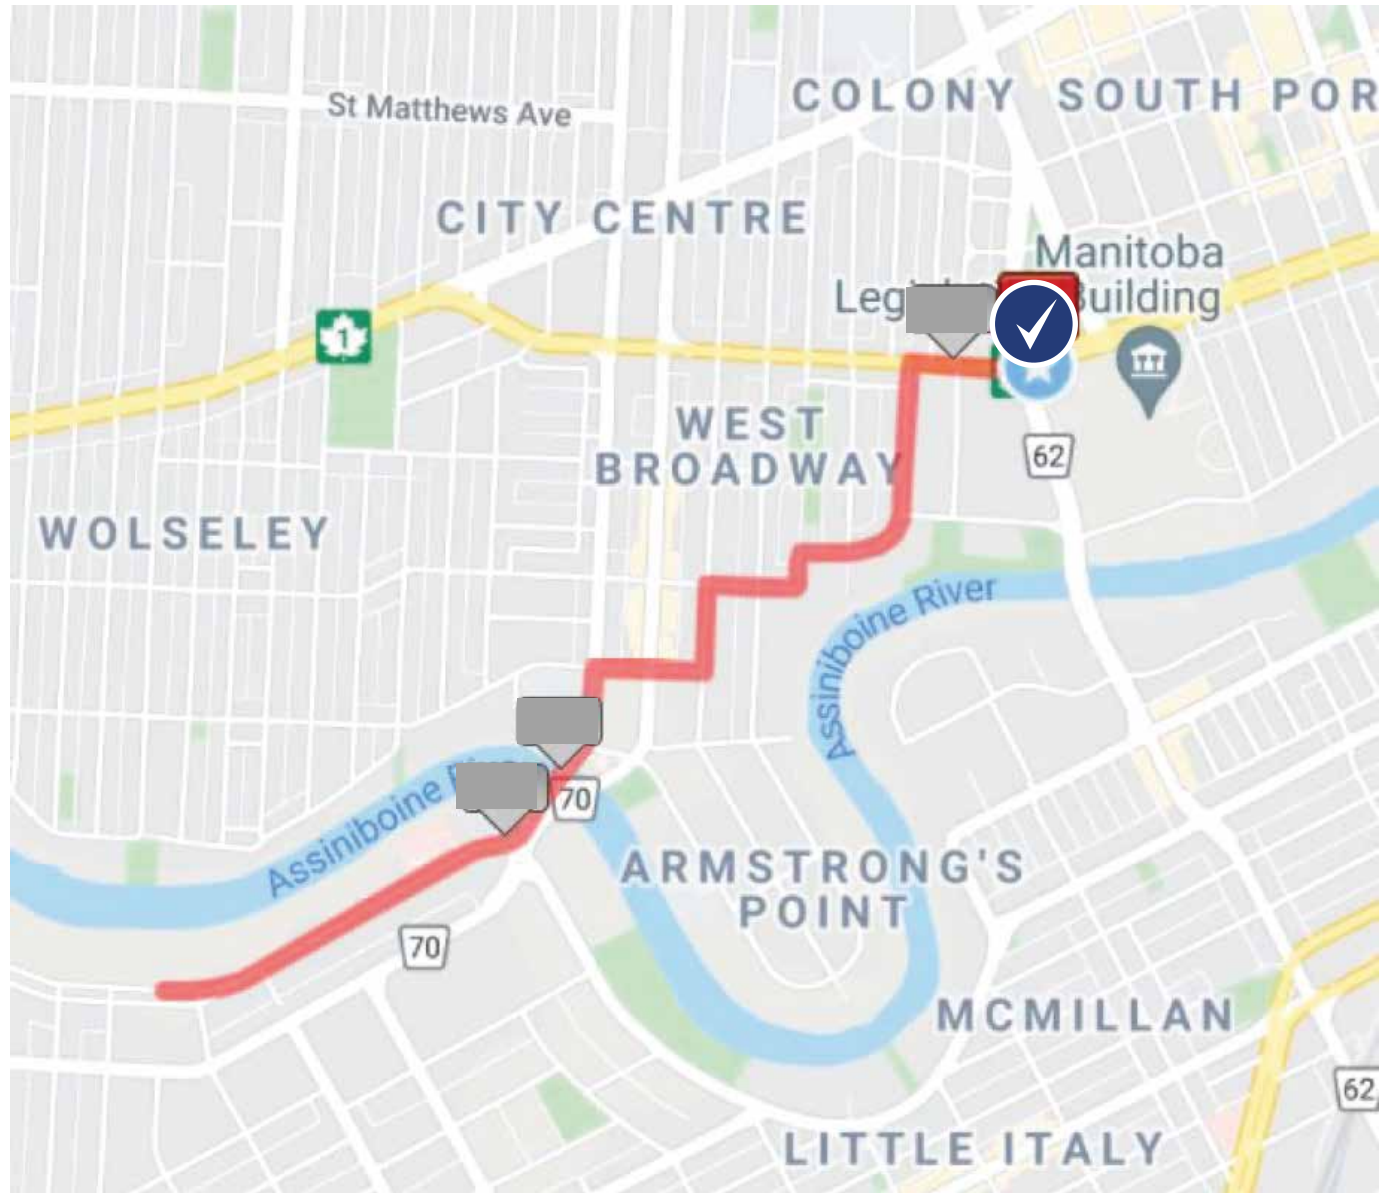 St Matthews Ave
COLONY
SOUTH POR
CITY CENTRE
Manitoba
Building
1
WEST
BROADWAY
62
WOLSELEY
Assiniboine River
Assiniboine
70
ARMSTRONG'S
POINT
70
MCMILLAN
62
LITTLE ITALY